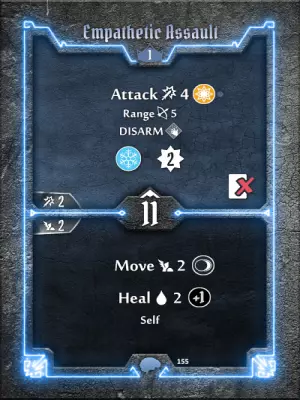 Empathetic Assault
1
Attack 4
Range 5
DISARM
2
2
11
2
Move 2
Heal 2 +1
Self
155